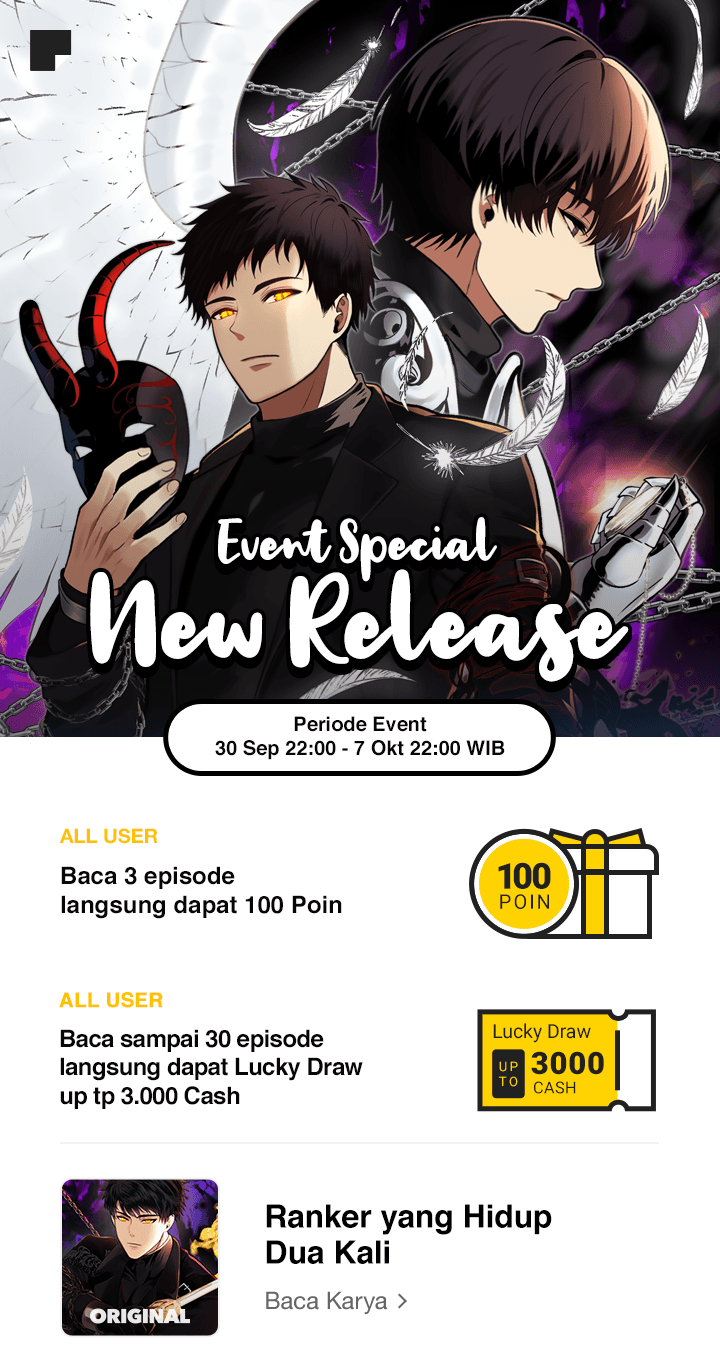 Event Special
New Release
Periode Event
30 Sep 22:00 - 7 Okt 22:00 WIB
ALL USER
Baca 3 episode
langsung dapat 100 Poin
100
POIN
ALL USER
Baca sampai 30 episode
langsung dapat Lucky Draw
up tp 3.000 Cash
Lucky Draw
UP
TO
3000
CASH
ORIGINAL
Ranker yang Hidup
Dua Kali
Baca Karya >